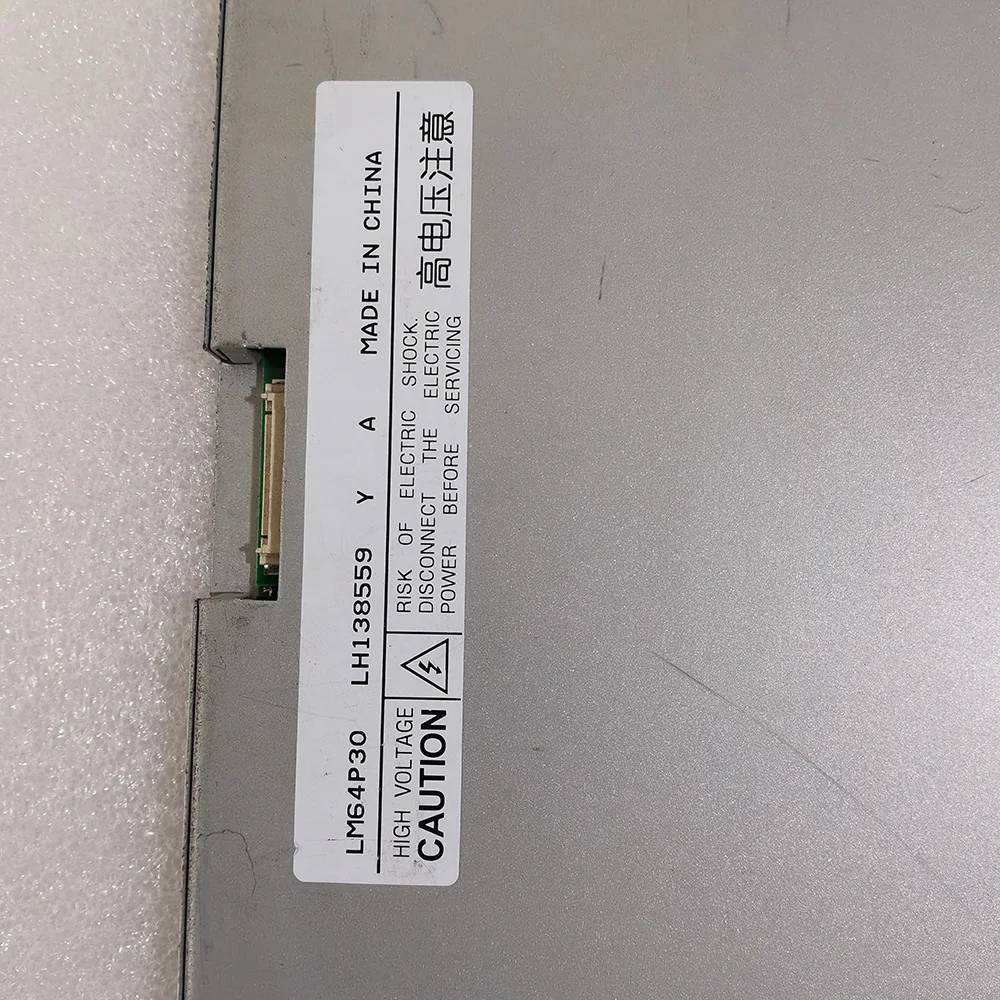 LM64P30 LH138559 Y A MADE IN CHINA
HIGH VOLTAGE
CAUTION
RISK OF ELECTRIC SHOCK.
DISCONNECT THE ELECTRIC
POWER BEFORE SERVICING
高电压注意